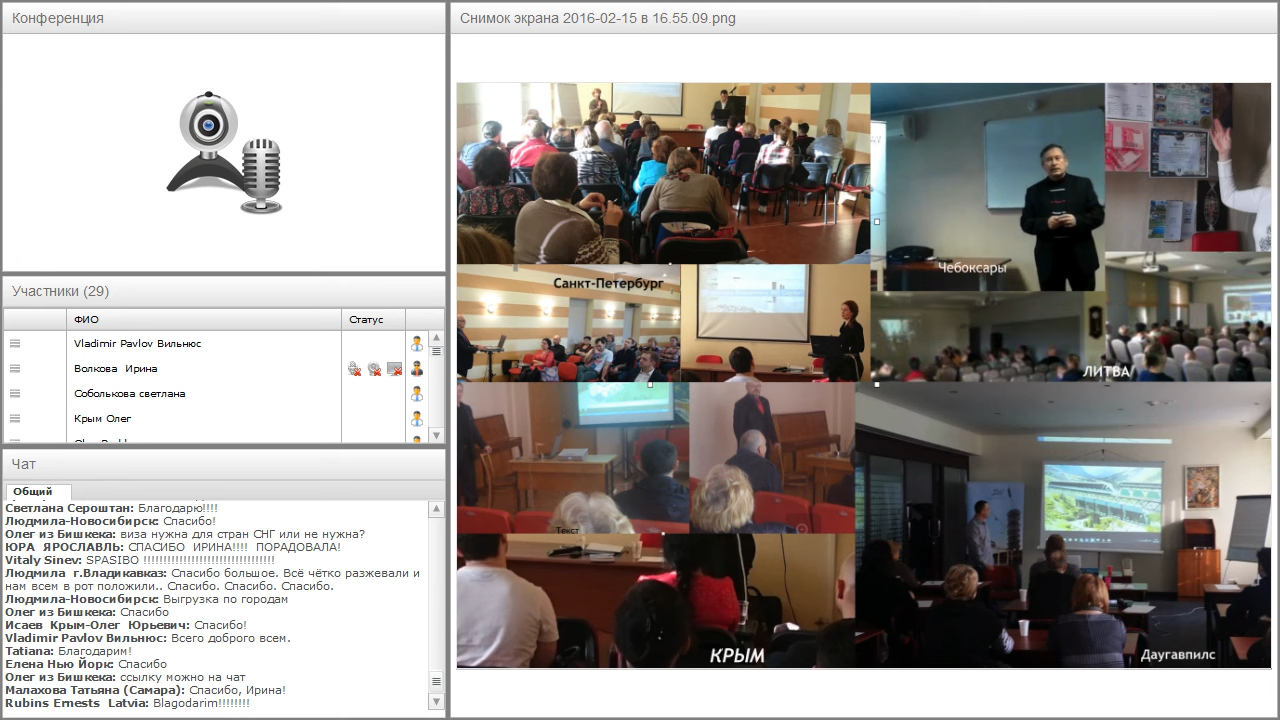 Конференция
Снимок экрана 2016-02-15 в 16.55.09.png
Участники (29)
ФИО Статус
Vladimir Pavlov Вильнюс
Волкова Ирина
Соболькова светлана
Крым Олег
Чат
Общий
Светлана Сероштан: Благодарю!!!!
Людмила-Новосибирск: Спасибо!
Олег из Бишкека: виза нужна для стран СНГ или не нужна?
ЮРА ЯРОСЛАВЛЬ: СПАСИБО ИРИНА!!!! ПОРАДОВАЛА!
Vitaly Sinev: SPASIBO !!!!!!!!!!!!!!!!!!!!!!!!!!!!!!
Людмила г.Владикавказ: Спасибо большое. Всё чётко разжевали и
нам всем в рот положили.. Спасибо. Спасибо. Спасибо.
Людмила-Новосибирск: Выгрузка по городам
Олег из Бишкека: Спасибо
Исаев Крым-Олег Юрьевич: Спасибо!
Vladimir Pavlov Вильнюс: Всего доброго всем.
Tatiana: Благодарим!
Елена Нью Йорк: Спасибо
Олег из Бишкека: ссылку можно на чат
Малахова Татьяна (Самара): Спасибо, Ирина!
Rubins Ernests Latvia: Blagodarim!!!!!!!!
Санкт-Петербург
Чебоксары
ЛИТВА
Текст
КРЫМ
Даугавпилс